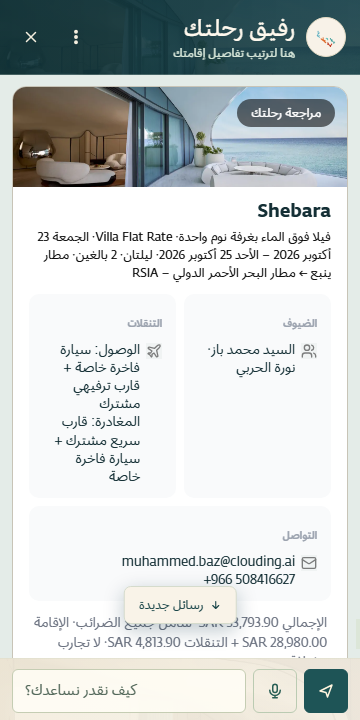 رفيق رحلتك
هنا لترتيب تفاصيل إقامتك
مراجعة رحلتك
Shebara
فيلا فوق الماء بغرفة نوم واحدة· Villa Flat Rate· الجمعة 23
أكتوبر 2026 – الأحد 25 أكتوبر 2026· ليلتان· 2 بالغين· مطار
ينبع ← مطار البحر الأحمر الدولي – RSIA
الضيوف
السيد محمد باز·
نورة الحربي
التنقلات
الوصول: سيارة
فاخرة خاصة +
قارب ترفيهي
مشترك
المغادرة: قارب
سريع مشترك +
سيارة فاخرة
خاصة
التواصل
muhammed.baz@clouding.ai
+966 508416627
↓ رسائل جديدة
الإجمالي 33,793.90 SAR· شامل جميع الضرائب· الإقامة
28,980.00 SAR + التنقلات 4,813.90 SAR· لا تجارب
كيف نقدر نساعدك؟